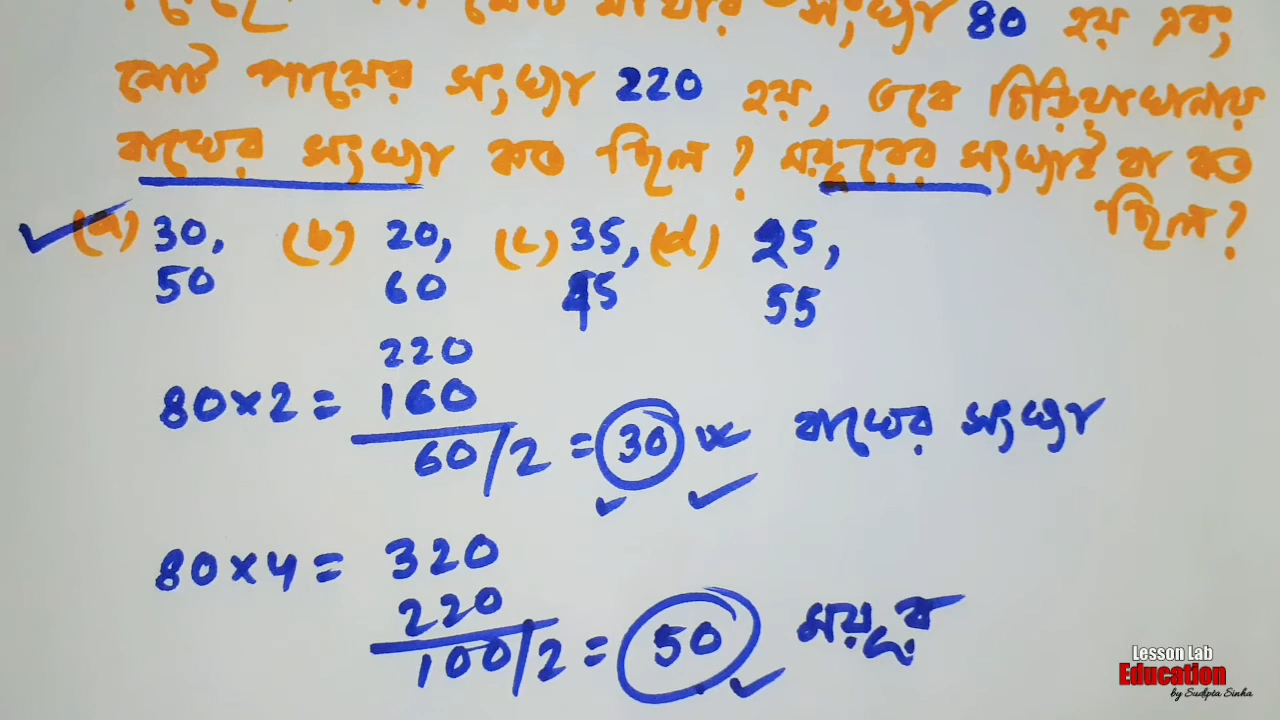 মোট মাথার সংখ্যা 80 হয় এবং
মোট পায়ের সংখ্যা 220 হয়, তবে চিড়িয়াখানায়
বাঘের সংখ্যা কত ছিল? ময়ূরের সংখ্যাই বা কত
ছিল?
(a) 30, (b) 20, (c) 35, (d) 25,
50 60 45 55
220
80×2= 160
60/2 = 30 বাঘের সংখ্যা
80×4= 320
220
100/2 = 50 ময়ূর
Lesson Lab
Education
by Sudipta Sinha